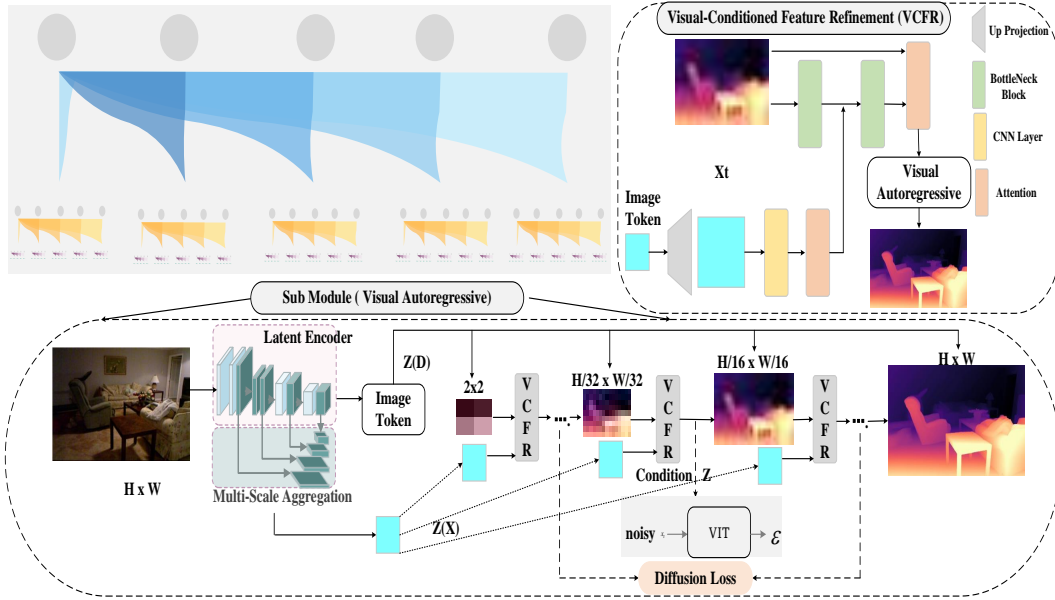 Visual-Conditioned Feature Refinement (VCFR)
Up Projection
BottleNeck
Block
CNN Layer
Attention
Xt
Image
Token
Visual
Autoregressive
Sub Module ( Visual Autoregressive)
Latent Encoder
Z(D)
Image
Token
2x2
H/32 x W/32
H/16 x W/16
H x W
V
C
F
R
V
C
F
R
V
C
F
R
H x W
Multi-Scale Aggregation
Z(X)
Condition Z
noisy
VIT
ε
Diffusion Loss